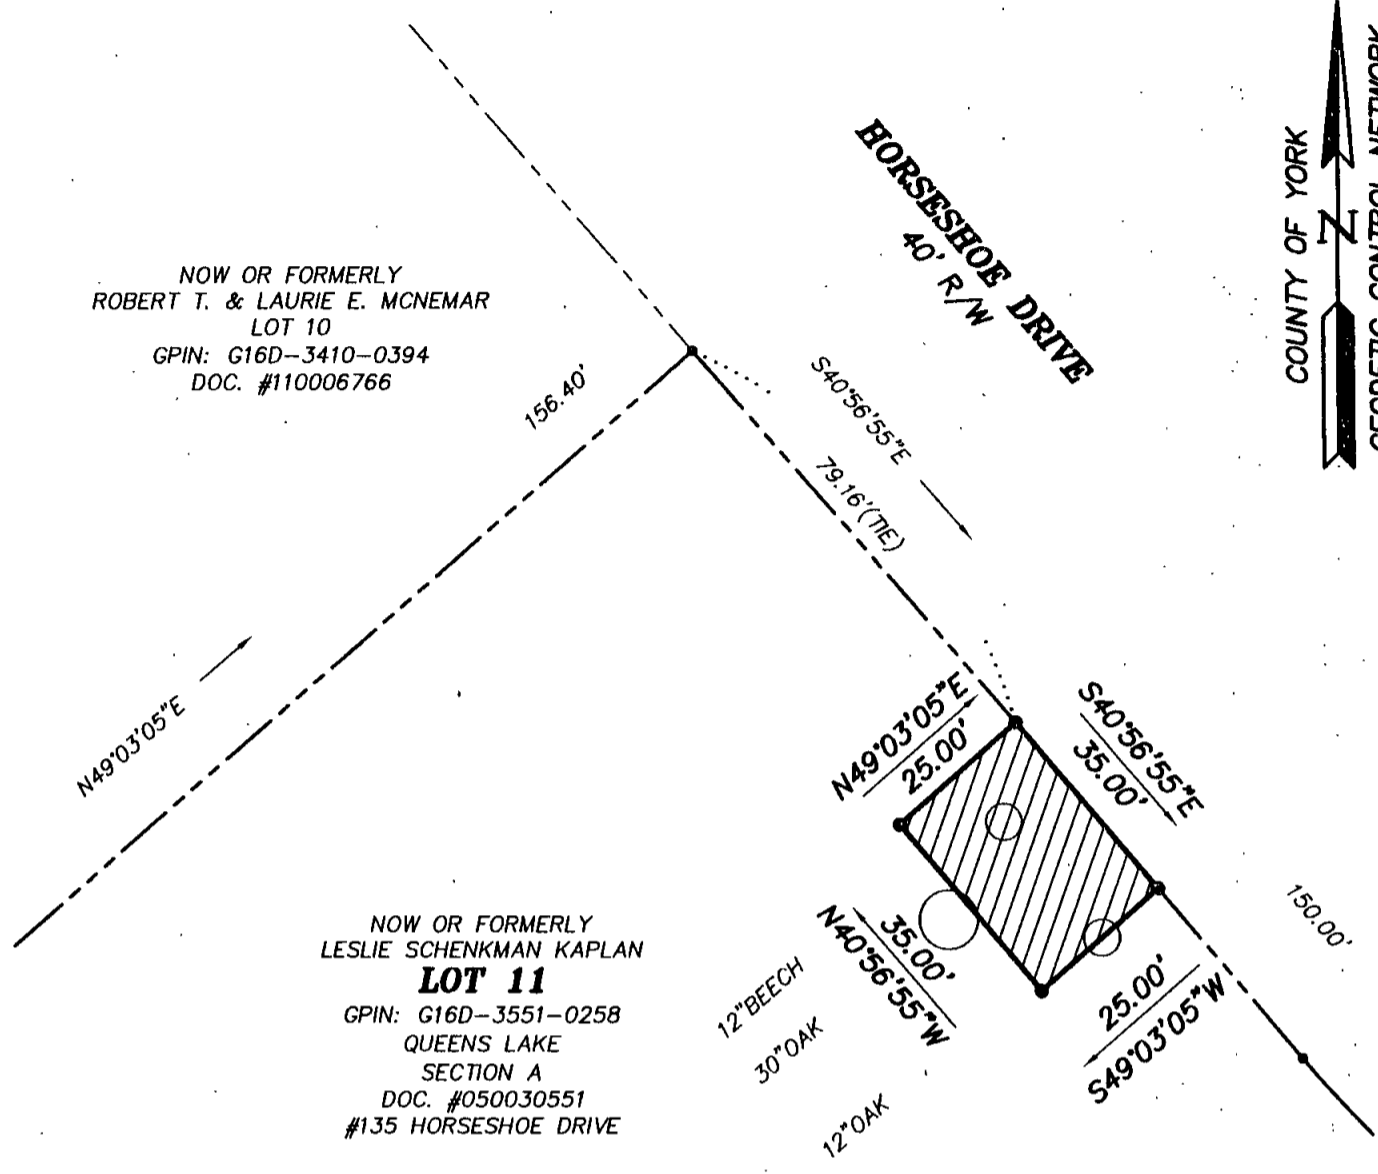 COUNTY OF YORK
N
GEODETIC CONTROL NETWORK
HORSESHOE DRIVE
40' R/W
NOW OR FORMERLY
ROBERT T. & LAURIE E. MCNEMAR
LOT 10
GPIN: G16D-3410-0394
DOC. #110006766
156.40'
S40°56'55"E
79.16'(TIE)
N49°03'05"E
N49°03'05"E
25.00'
S40°56'55"E
35.00'
35.00'
N40°56'55"W
25.00'
S49°03'05"W
150.00'
NOW OR FORMERLY
LESLIE SCHENKMAN KAPLAN
LOT 11
GPIN: G16D-3551-0258
QUEENS LAKE
SECTION A
DOC. #050030551
#135 HORSESHOE DRIVE
12"BEECH
30"OAK
12"OAK